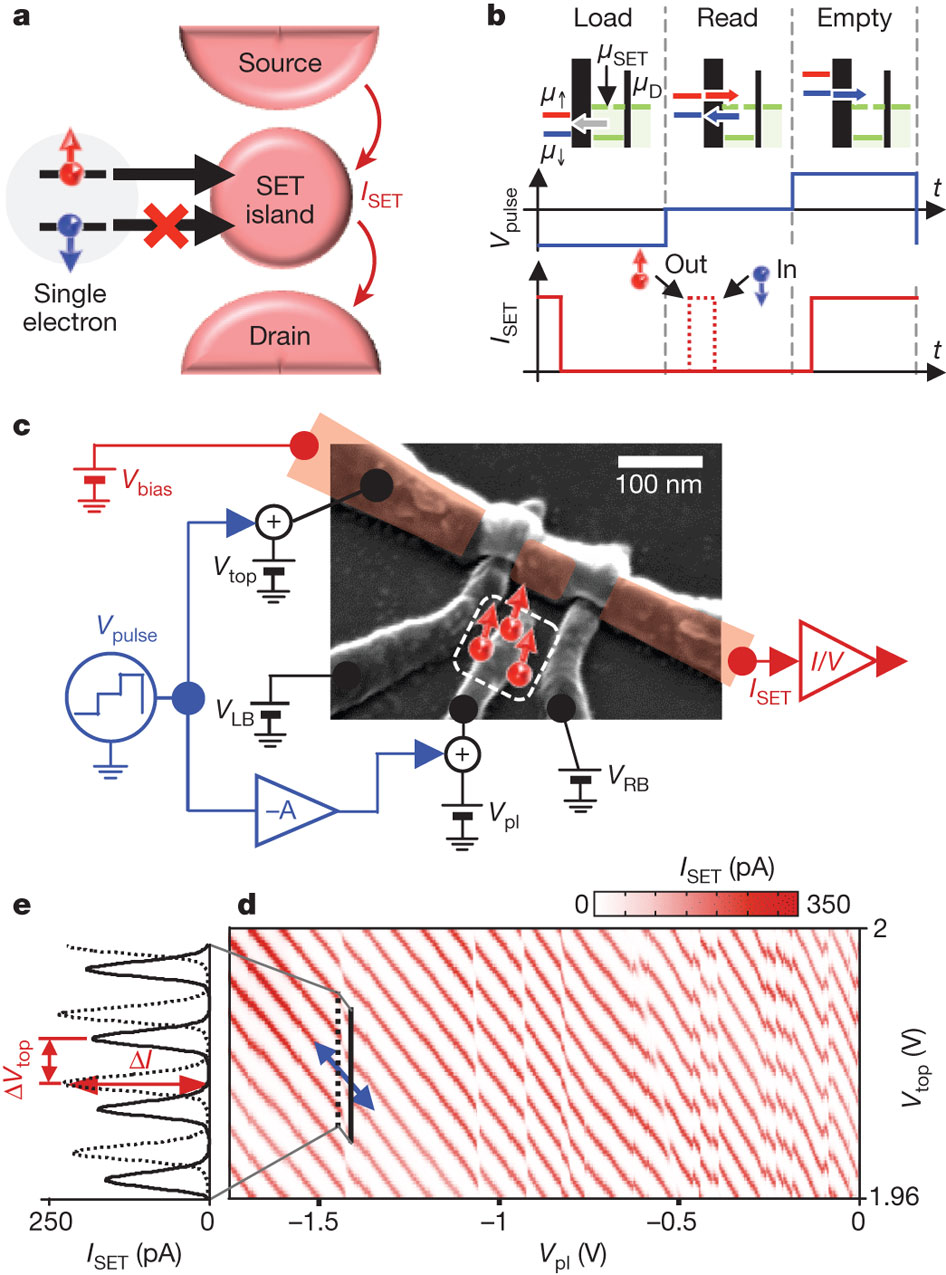 a
Source
SET
island
I SET
Single
electron
Drain
b
Load
Read
Empty
μSET
μD
μ↑
μ↓
Vpulse
t
Out
In
ISET
t
c
100 nm
Vbias
+
Vtop
Vpulse
VLB
ISET
I/V
+
VRB
–A
Vpl
e
d
ISET (pA)
0
350
ΔVtop
ΔI
2
Vtop (V)
1.96
250
0
ISET (pA)
–1.5
–1
–0.5
0
Vpl (V)